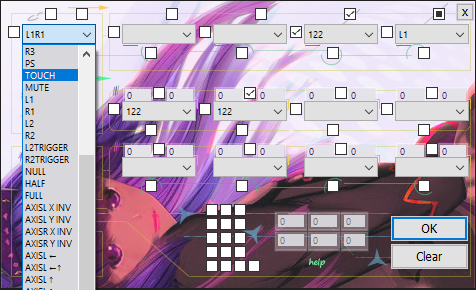 X
L1R1
122
L1
R3
PS
TOUCH
MUTE
L1
R1
L2
R2
L2TRIGGER
R2TRIGGER
NULL
HALF
FULL
AXISL X INV
AXISL Y INV
AXISR X INV
AXISR Y INV
AXISL ←
AXISL ←↑
AXISL ↑
0 0 0 0 0 0 0 0
122 122
0 0 0 0 0 0 0 0
0 0 0
0 0 0
help
OK
Clear